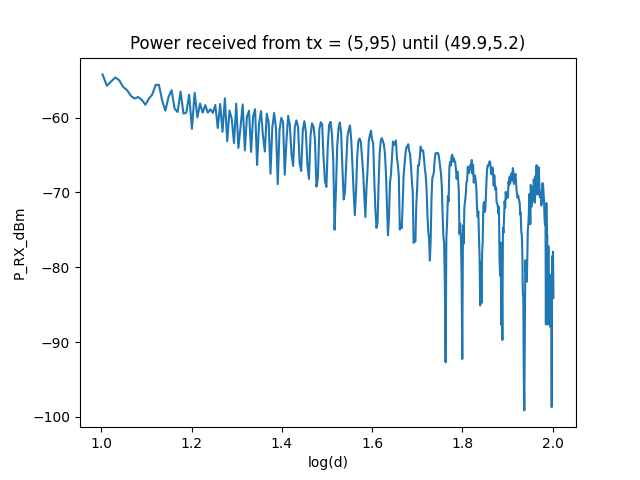 Power received from tx = (5,95) until (49.9,5.2)
P_RX_dBm
−60
−70
−80
−90
−100
1.0 1.2 1.4 1.6 1.8 2.0
log(d)